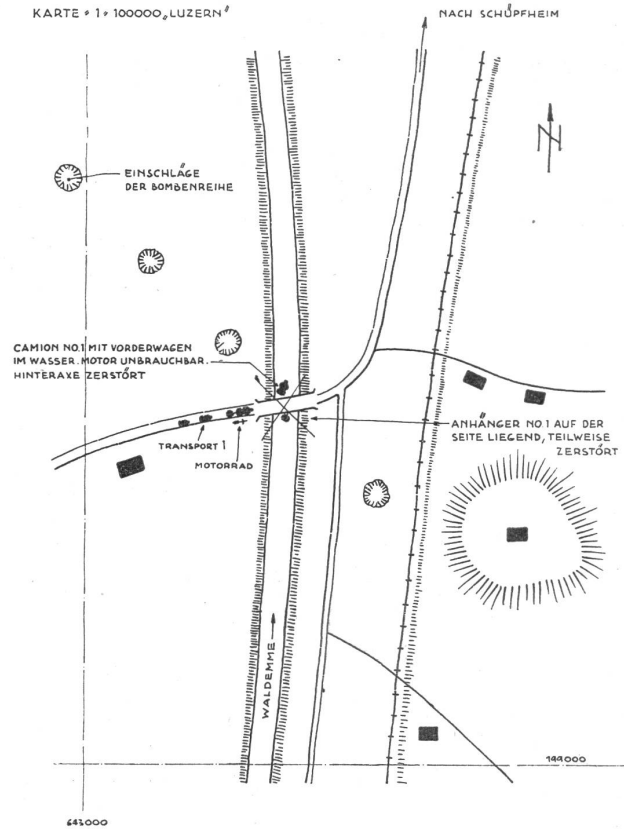 KARTE • 1 • 100000 „LUZERN"
NACH SCHÜPFHEIM
N
EINSCHLÄGE
DER BOMBENREIHE
CAMION NO.1 MIT VORDERWAGEN
IM WASSER. MOTOR UNBRAUCHBAR.
HINTERAXE ZERSTÖRT
TRANSPORT 1
MOTORRAD
ANHÄNGER NO.1 AUF DER
SEITE LIEGEND, TEILWEISE
ZERSTÖRT
WALDEMME
199000
643000